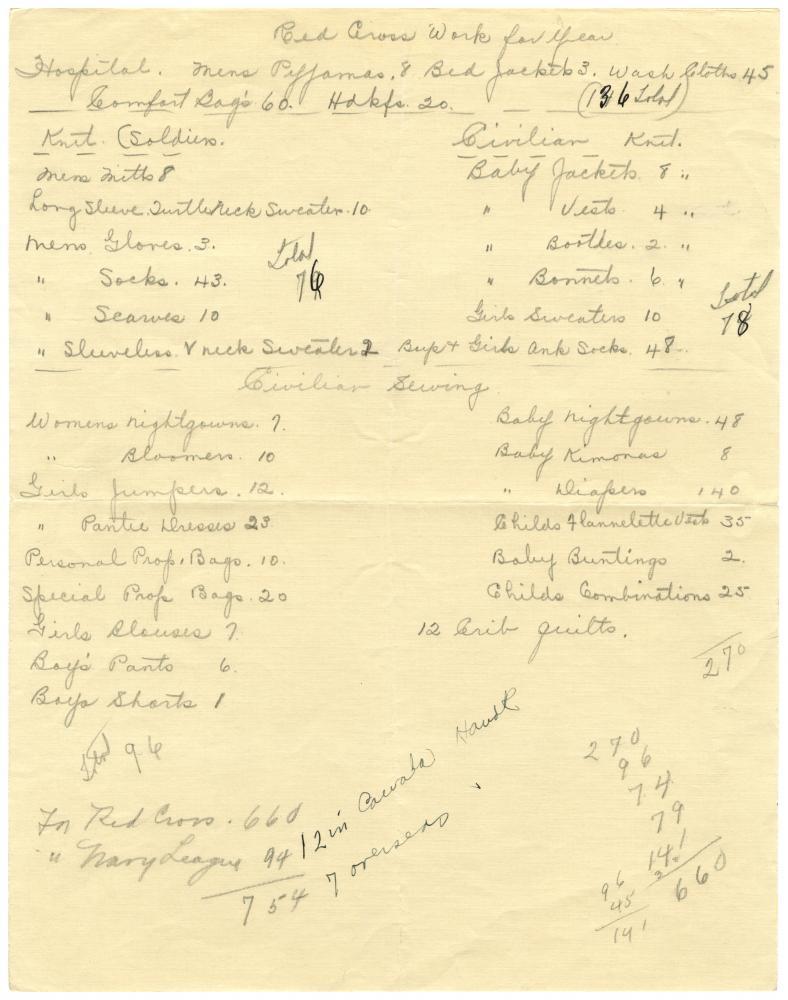 Red Cross Work for Year
Hospital. Mens Pyjamas. 8 Bed Jackets 3. Wash Cloths 45
Comfort Bags 60. Hdkfs. 20. (136 Total)
Knit. (Soldiers.
Mens Mitts 8
Long Sleeve Turtle Neck Sweater. 10
Mens Gloves. 3.
" Socks. 43.
" Scarves 10
" Sleeveless V neck Sweaters 2
Total
76
Civilian Knit.
Baby Jackets 8 "
" Vests 4 "
" Bootees. 2. "
" Bonnets. 6. "
Girls Sweaters 10
Girls Ank Socks. 48.
Total
78
Civilian Sewing
Womens nightgowns. 7.
" Bloomers. 10
Girls Jumpers. 12.
" Pantie Dresses 23
Personal Prop. Bags. 10.
Special Prop Bags. 20
Girls Blouses 7
Boy's Pants 6.
Boys Shorts 1
Total 96
Baby Nightgowns. 48
Baby Kimonas 8
" Diapers 140
Childs Flannelette Vests 35
Baby Buntings 2.
Childs Combinations 25
12 Crib Quilts.
270
For Red Cross. 660
" Navy League 94
754
12 in Canada
7 overseas
270
96
74
79
141
660
96
45
141